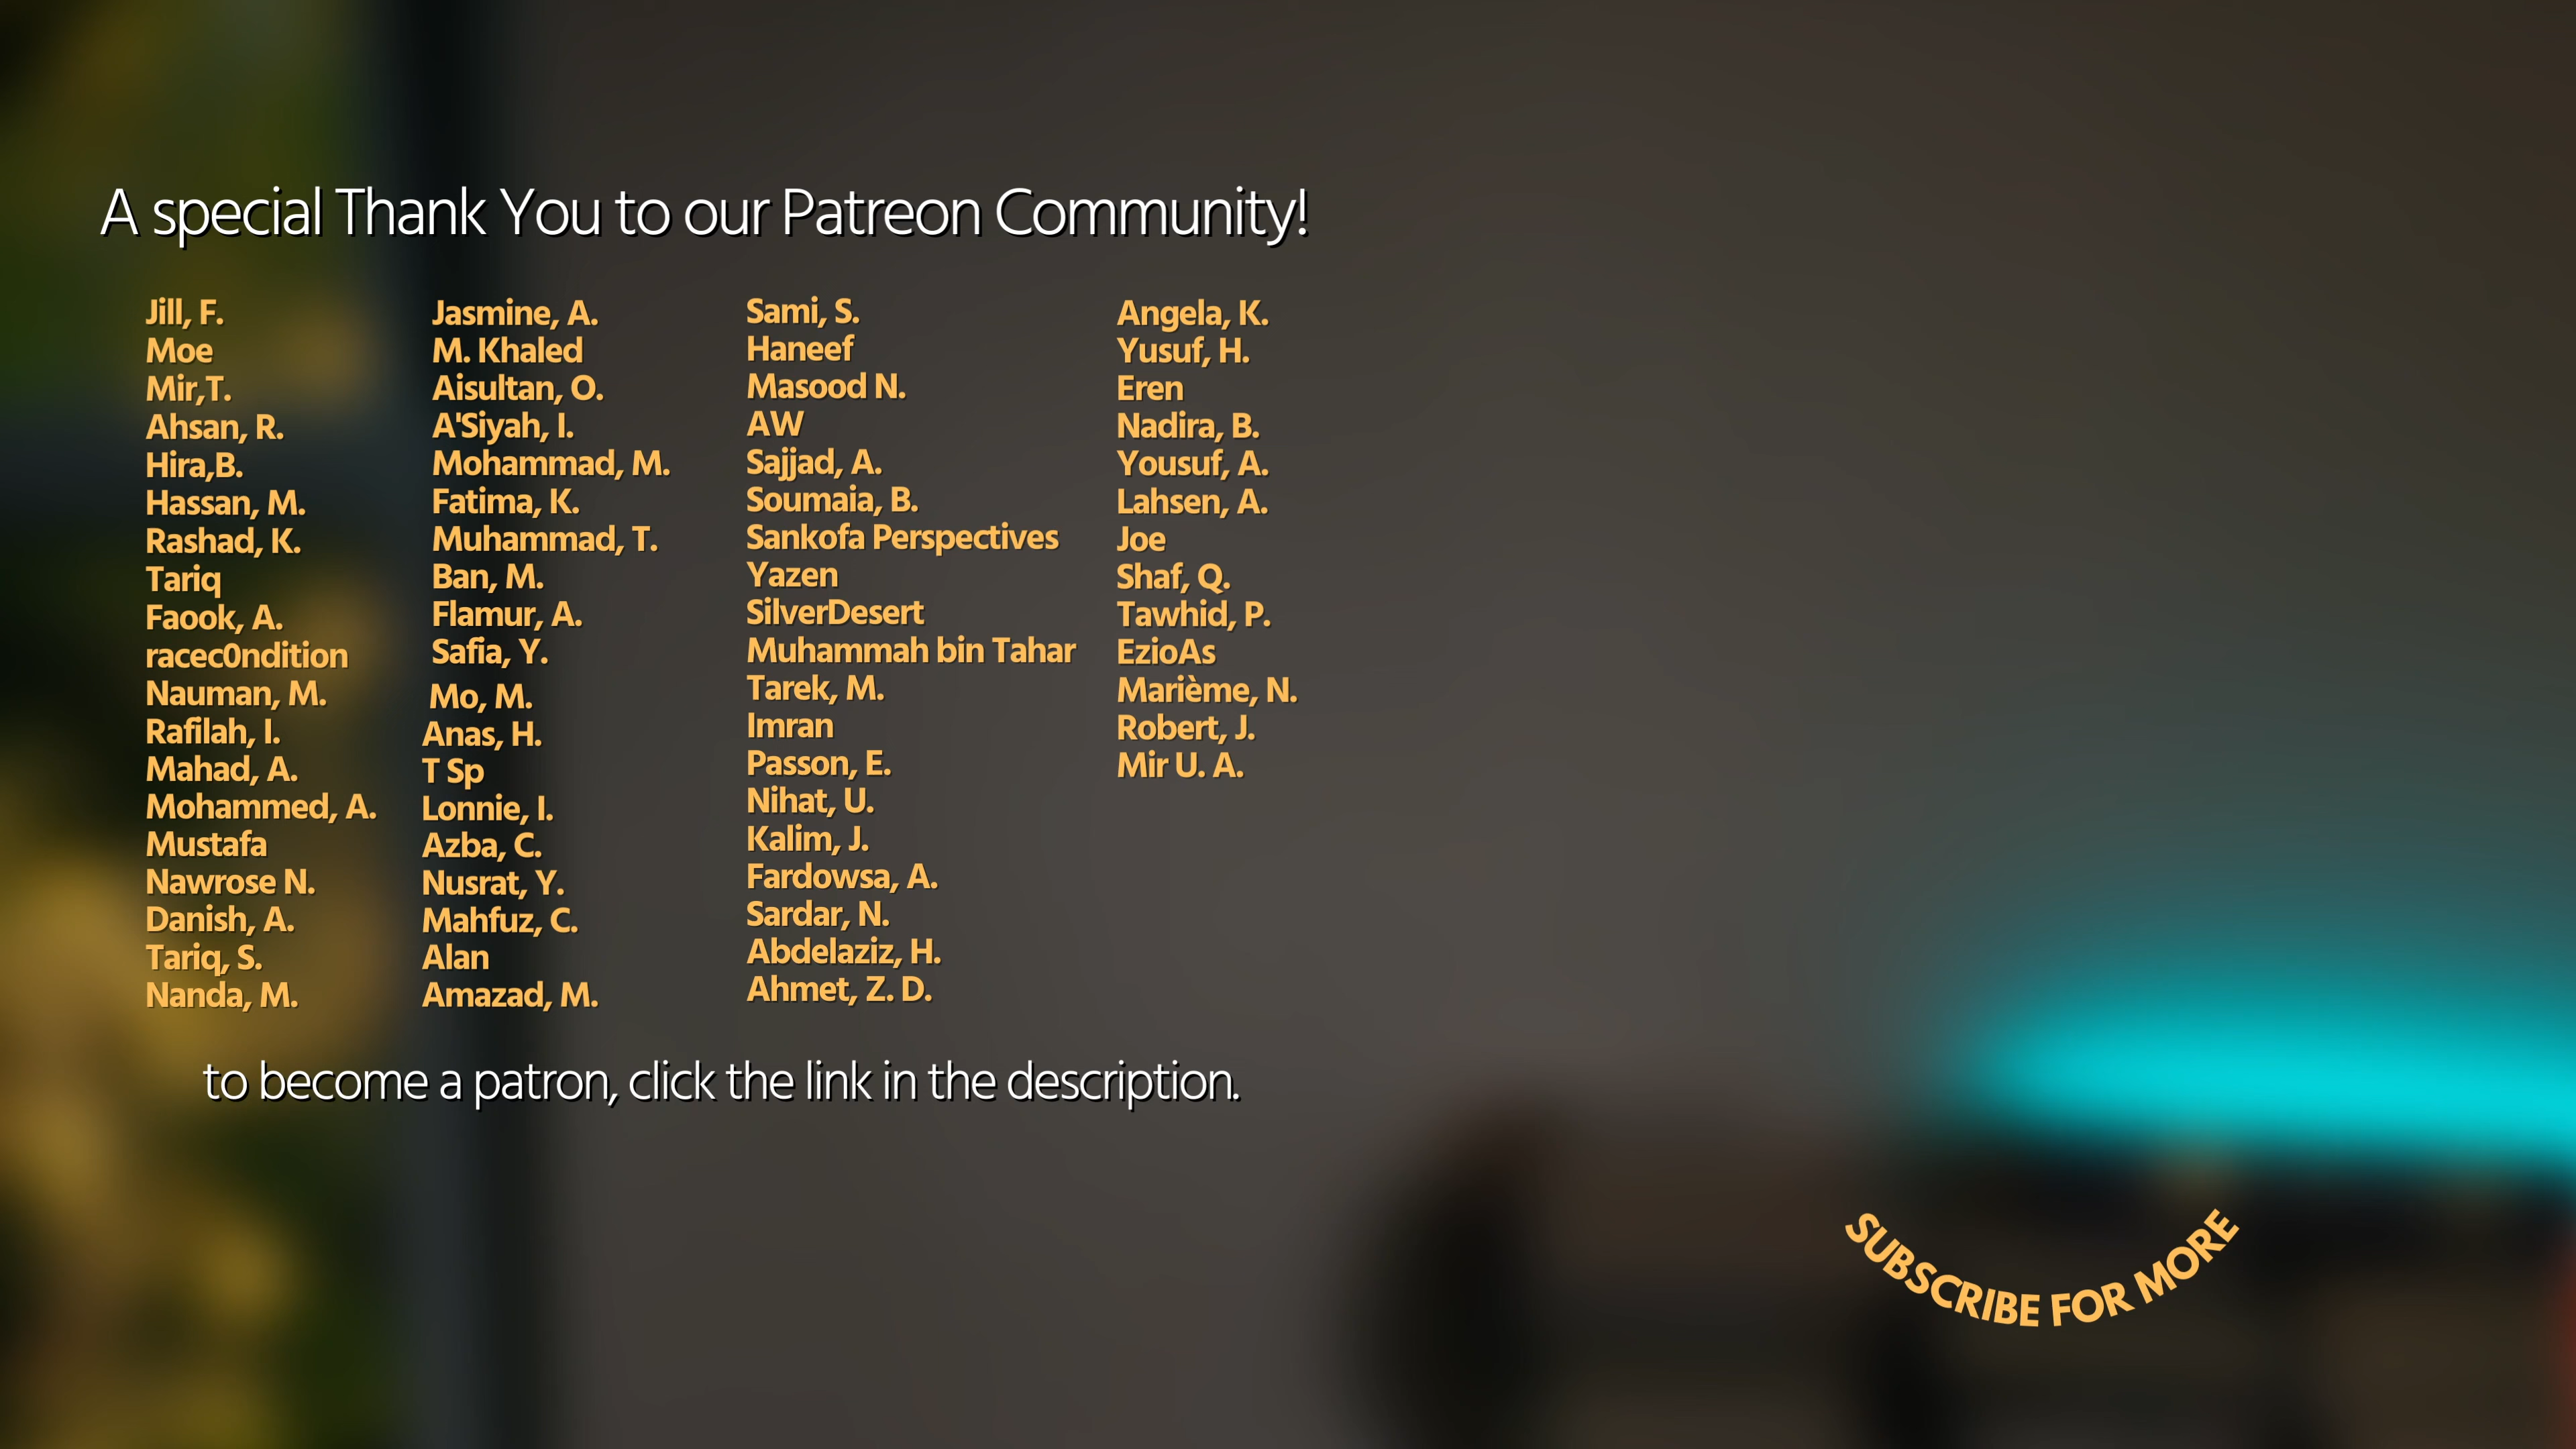 A special Thank You to our Patreon Community!
Jill, F.
Moe
Mir,T.
Ahsan, R.
Hira,B.
Hassan, M.
Rashad, K.
Tariq
Faook, A.
racec0ndition
Nauman, M.
Rafilah, I.
Mahad, A.
Mohammed, A.
Mustafa
Nawrose N.
Danish, A.
Tariq, S.
Nanda, M.
Jasmine, A.
M. Khaled
Aisultan, O.
A'Siyah, I.
Mohammad, M.
Fatima, K.
Muhammad, T.
Ban, M.
Flamur, A.
Safia, Y.
Mo, M.
Anas, H.
T Sp
Lonnie, I.
Azba, C.
Nusrat, Y.
Mahfuz, C.
Alan
Amazad, M.
Sami, S.
Haneef
Masood N.
AW
Sajjad, A.
Soumaia, B.
Sankofa Perspectives
Yazen
SilverDesert
Muhammah bin Tahar
Tarek, M.
Imran
Passon, E.
Nihat, U.
Kalim, J.
Fardowsa, A.
Sardar, N.
Abdelaziz, H.
Ahmet, Z. D.
Angela, K.
Yusuf, H.
Eren
Nadira, B.
Yousuf, A.
Lahsen, A.
Joe
Shaf, Q.
Tawhid, P.
EzioAs
Marième, N.
Robert, J.
Mir U. A.
to become a patron, click the link in the description.
SUBSCRIBE FOR MORE